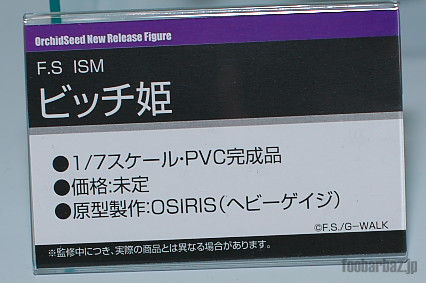 OrchidSeed New Release Figure
F.S ISM
ビッチ姫
●1/7スケール・PVC完成品
●価格:未定
●原型製作:OSIRIS(ヘビーゲイジ)
©F.S./G-WALK
※監修中につき、実際の商品とは異なる場合があります。
foobarbaz.jp